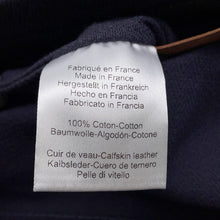 Fabriqué en France
Made in France
Hergestellt in Frankreich
Hecho en Francia
Fabbricato in Francia
100% Coton-Cotton
Baumwolle-Algodón-Cotone
Cuir de veau-Calfskin leather
Kalbsleder-Cuero de ternero
Pelle di vitello